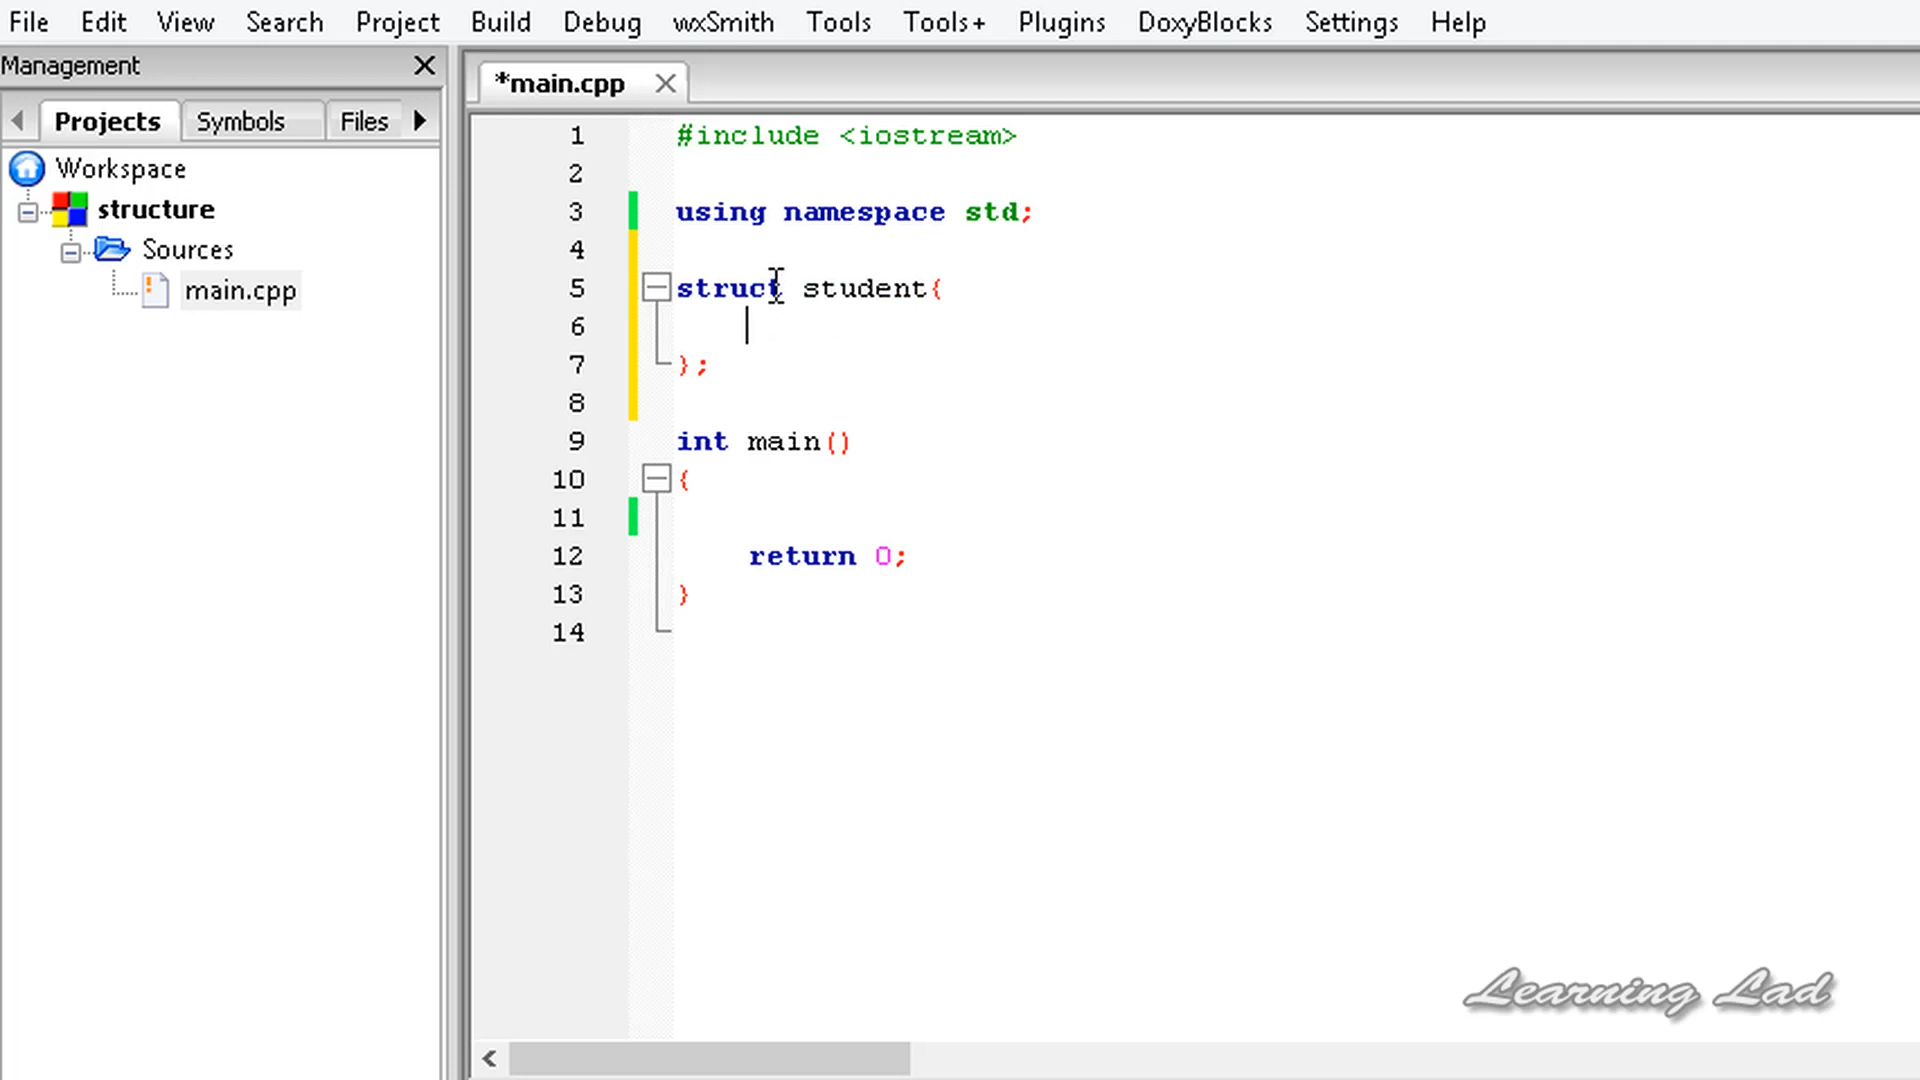 File Edit View Search Project Build Debug wxSmith Tools Tools+ Plugins DoxyBlocks Settings Help
Management
*main.cpp
Projects Symbols Files
Workspace
structure
Sources
main.cpp
1 #include <iostream>
2
3 using namespace std;
4
5 struct student{
6
7 };
8
9 int main()
10 {
11
12 return 0;
13 }
14
Learning Lad